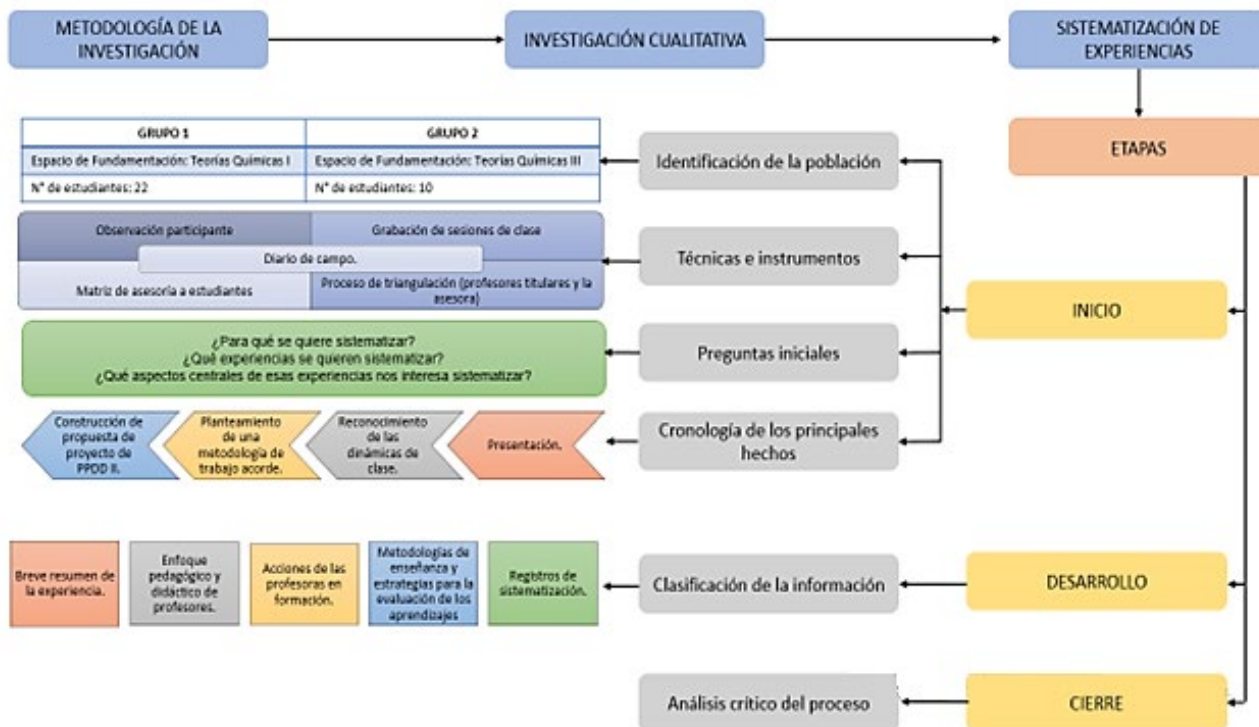 METODOLOGÍA DE LA
INVESTIGACIÓN
INVESTIGACIÓN CUALITATIVA
SISTEMATIZACIÓN DE
EXPERIENCIAS
ETAPAS
GRUPO 1
GRUPO 2
Espacio de Fundamentación: Teorías Químicas I
Espacio de Fundamentación: Teorías Químicas III
N° de estudiantes: 22
N° de estudiantes: 10
Identificación de la población
Observación participante
Grabación de sesiones de clase
Diario de campo.
Matriz de asesoría a estudiantes
Proceso de triangulación (profesores titulares y la
asesora)
Técnicas e instrumentos
INICIO
¿Para qué se quiere sistematizar?
¿Qué experiencias se quieren sistematizar?
¿Qué aspectos centrales de esas experiencias nos interesa sistematizar?
Preguntas iniciales
Construcción de
propuesta de
proyecto de
PPDD II.
Planteamiento
de una
metodología de
trabajo acorde.
Reconocimiento
de las
dinámicas de
clase.
Presentación.
Cronología de los principales
hechos
Breve resumen de
la experiencia.
Enfoque
pedagógico y
didáctico de
profesores.
Acciones de las
profesoras en
formación.
Metodologías de
enseñanza y
estrategias para la
evaluación de los
aprendizajes
Registros de
sistematización.
Clasificación de la información
DESARROLLO
Análisis crítico del proceso
CIERRE